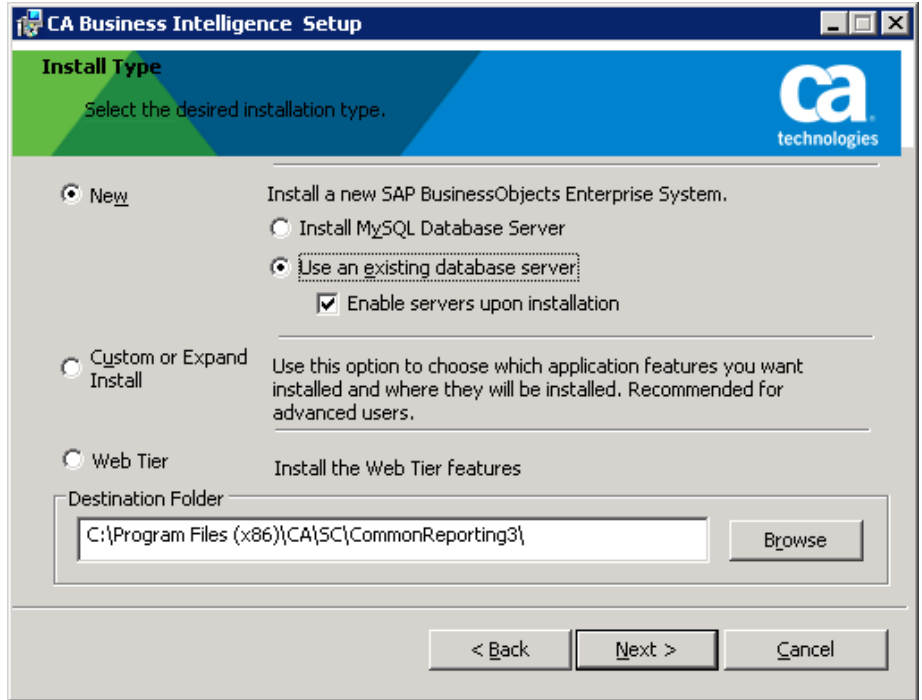 CA Business Intelligence Setup
Install Type
Select the desired installation type.
ca
technologies
New
Install a new SAP BusinessObjects Enterprise System.
Install MySQL Database Server
Use an existing database server
Enable servers upon installation
Custom or Expand
Install
Use this option to choose which application features you want
installed and where they will be installed. Recommended for
advanced users.
Web Tier
Install the Web Tier features
Destination Folder
C:\Program Files (x86)\CA\SC\CommonReporting3\
Browse
< Back
Next >
Cancel